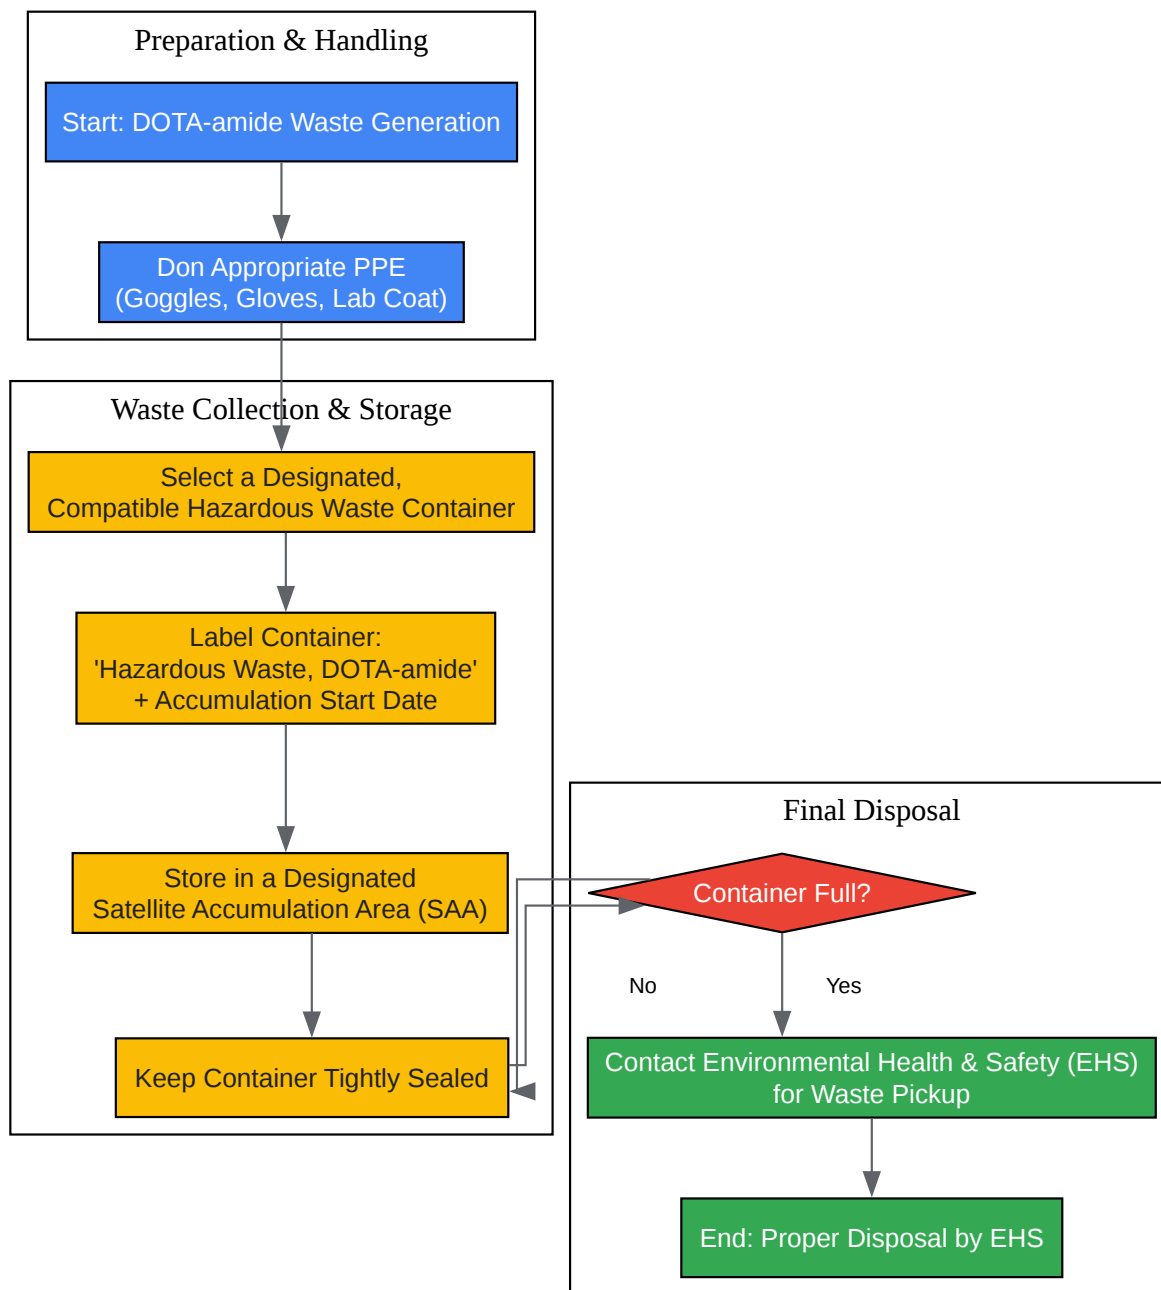 Preparation & Handling
Start: DOTA-amide Waste Generation
Don Appropriate PPE
(Goggles, Gloves, Lab Coat)
Waste Collection & Storage
Select a Designated,
Compatible Hazardous Waste Container
Label Container:
'Hazardous Waste, DOTA-amide'
+ Accumulation Start Date
Store in a Designated
Satellite Accumulation Area (SAA)
Keep Container Tightly Sealed
Final Disposal
Container Full?
No
Yes
Contact Environmental Health & Safety (EHS)
for Waste Pickup
End: Proper Disposal by EHS